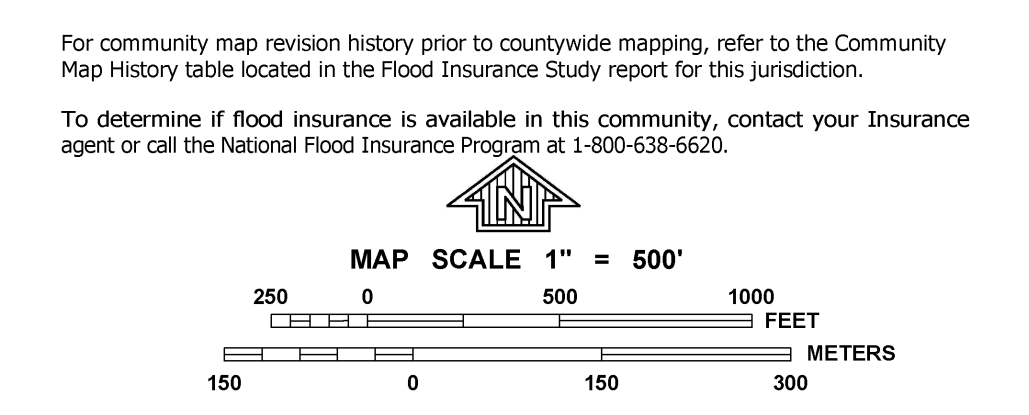 For community map revision history prior to countywide mapping, refer to the Community
Map History table located in the Flood Insurance Study report for this jurisdiction.
To determine if flood insurance is available in this community, contact your Insurance
agent or call the National Flood Insurance Program at 1-800-638-6620.
N
MAP SCALE 1" = 500'
250 0 500 1000
FEET
METERS
150 0 150 300